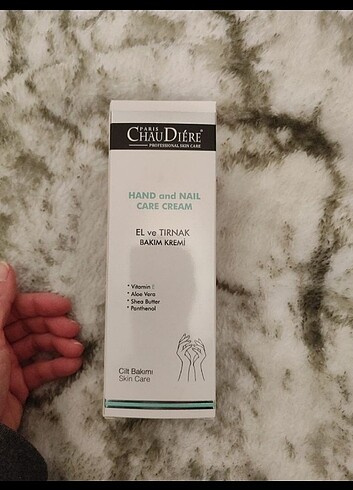 PARIS
CHAUDIÉRE®
PROFESSIONAL SKIN CARE
HAND and NAIL
CARE CREAM
EL ve TIRNAK
BAKIM KREMİ
* Vitamin
* Aloe Vera
* Shea Butter
* Panthenol
Cilt Bakımı
Skin Care